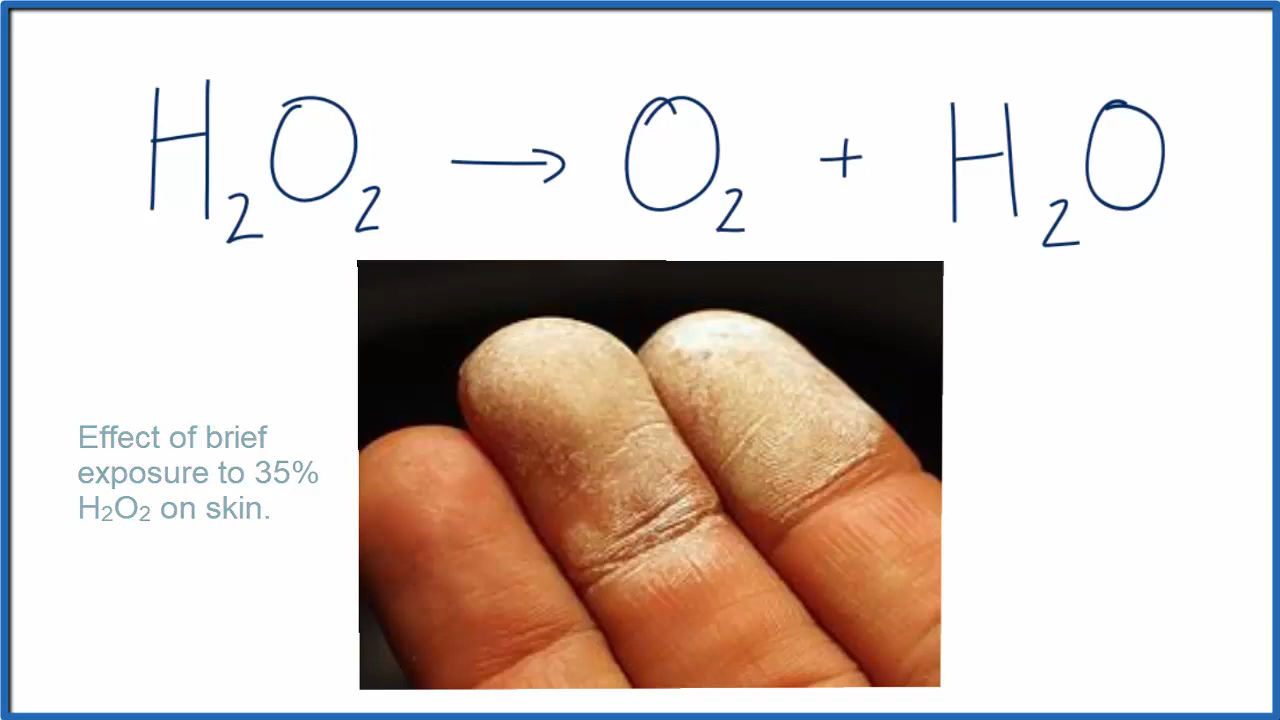 H₂O₂ → O₂ + H₂O
Effect of brief
exposure to 35%
H₂O₂ on skin.